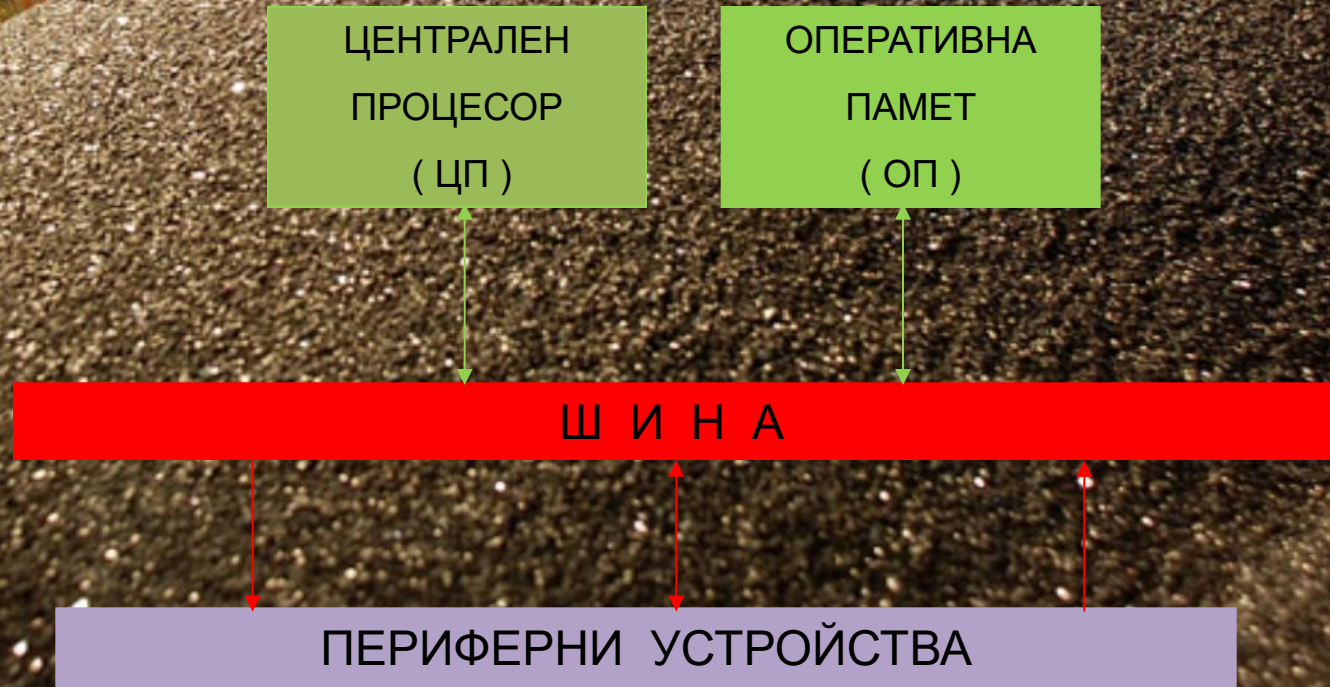 ЦЕНТРАЛЕН
ПРОЦЕСОР
( ЦП )
ОПЕРАТИВНА
ПАМЕТ
( ОП )
Ш И Н А
ПЕРИФЕРНИ УСТРОЙСТВА